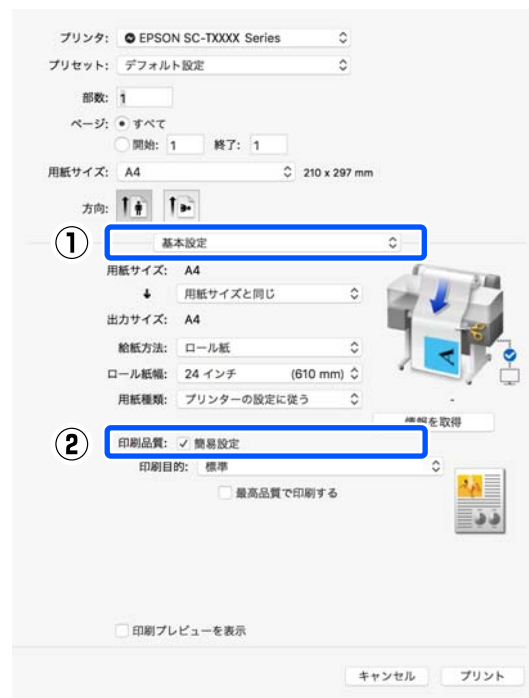 プリンタ: EPSON SC-TXXXX Series
プリセット: デフォルト設定
部数: 1
ページ: すべて
開始: 1 終了: 1
用紙サイズ: A4 210 x 297 mm
方向:
① 基本設定
用紙サイズ: A4
用紙サイズと同じ
出力サイズ: A4
給紙方法: ロール紙
ロール紙幅: 24 インチ (610 mm)
用紙種類: プリンターの設定に従う
-
情報を取得
② 印刷品質: 簡易設定
印刷目的: 標準
最高品質で印刷する
印刷プレビューを表示
キャンセル プリント